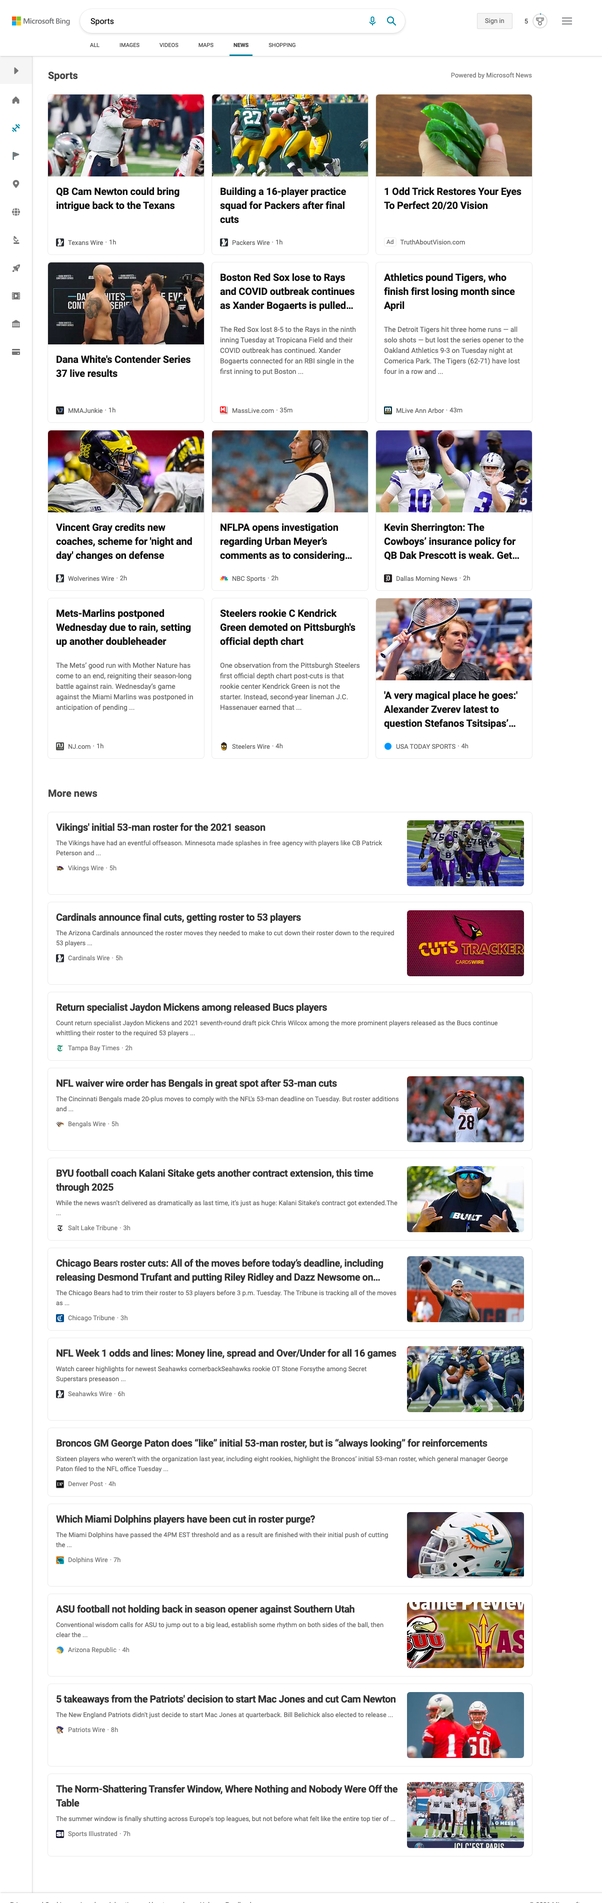 Microsoft Bing
Sports
Sign in
5
ALL IMAGES VIDEOS MAPS NEWS SHOPPING
Sports
Powered by Microsoft News
QB Cam Newton could bring
intrigue back to the Texans
Texans Wire · 1h
Building a 16-player practice
squad for Packers after final
cuts
Packers Wire · 1h
1 Odd Trick Restores Your Eyes
To Perfect 20/20 Vision
Ad TruthAboutVision.com
Dana White's Contender Series
37 live results
MMAJunkie · 1h
Boston Red Sox lose to Rays
and COVID outbreak continues
as Xander Bogaerts is pulled...
The Red Sox lost 8-5 to the Rays in the ninth
inning Tuesday at Tropicana Field and their
COVID outbreak has continued. Xander
Bogaerts connected for an RBI single in the
first inning to put Boston ...
MassLive.com · 35m
Athletics pound Tigers, who
finish first losing month since
April
The Detroit Tigers hit three home runs — all
solo shots — but lost the series opener to the
Oakland Athletics 9-3 on Tuesday night at
Comerica Park. The Tigers (62-71) have lost
four in a row and ...
MLive Ann Arbor · 43m
Vincent Gray credits new
coaches, scheme for 'night and
day' changes on defense
Wolverines Wire · 2h
NFLPA opens investigation
regarding Urban Meyer's
comments as to considering...
NBC Sports · 2h
10
3
Kevin Sherrington: The
Cowboys' insurance policy for
QB Dak Prescott is weak. Get...
Dallas Morning News · 2h
Mets-Marlins postponed
Wednesday due to rain, setting
up another doubleheader
The Mets' good run with Mother Nature has
come to an end, reigniting their season-long
battle against rain. Wednesday's game
against the Miami Marlins was postponed in
anticipation of pending ...
NJ.com · 1h
Steelers rookie C Kendrick
Green demoted on Pittsburgh's
official depth chart
One observation from the Pittsburgh Steelers
first official depth chart post-cuts is that
rookie center Kendrick Green is not the
starter. Instead, second-year lineman J.C.
Hassenauer earned that ...
Steelers Wire · 4h
'A very magical place he goes:'
Alexander Zverev latest to
question Stefanos Tsitsipas'...
USA TODAY SPORTS · 4h
More news
Vikings' initial 53-man roster for the 2021 season
The Vikings have had an eventful offseason. Minnesota made splashes in free agency with players like CB Patrick
Peterson and ...
Vikings Wire · 5h
Cardinals announce final cuts, getting roster to 53 players
The Arizona Cardinals announced the roster moves they needed to make to cut down their roster down to the required
53 players ...
Cardinals Wire · 5h
CUTS TRACKER
CARDSWIRE
Return specialist Jaydon Mickens among released Bucs players
Count return specialist Jaydon Mickens and 2021 seventh-round draft pick Chris Wilcox among the more prominent players released as the Bucs continue
whittling their roster to the required 53 players ...
Tampa Bay Times · 2h
NFL waiver wire order has Bengals in great spot after 53-man cuts
The Cincinnati Bengals made 20-plus moves to comply with the NFL's 53-man deadline on Tuesday. But roster additions
and ...
Bengals Wire · 5h
28
BYU football coach Kalani Sitake gets another contract extension, this time
through 2025
While the news wasn't delivered as dramatically as last time, it's just as huge: Kalani Sitake's contract got extended.The
...
Salt Lake Tribune · 3h
BUILT
Chicago Bears roster cuts: All of the moves before today's deadline, including
releasing Desmond Trufant and putting Riley Ridley and Dazz Newsome on...
The Chicago Bears had to trim their roster to 53 players before 3 p.m. Tuesday. The Tribune is tracking all of the moves
as ...
Chicago Tribune · 3h
NFL Week 1 odds and lines: Money line, spread and Over/Under for all 16 games
Watch career highlights for newest Seahawks cornerbackSeahawks rookie OT Stone Forsythe among Secret
Superstars preseason ...
Seahawks Wire · 6h
Broncos GM George Paton does "like" initial 53-man roster, but is "always looking" for reinforcements
Sixteen players who weren't with the organization last year, including eight rookies, highlight the Broncos' initial 53-man roster, which general manager George
Paton filed to the NFL office Tuesday ...
Denver Post · 4h
Which Miami Dolphins players have been cut in roster purge?
The Miami Dolphins have passed the 4PM EST threshold and as a result are finished with their initial push of cutting
the ...
Dolphins Wire · 7h
ASU football not holding back in season opener against Southern Utah
Conventional wisdom calls for ASU to jump out to a big lead, establish some rhythm on both sides of the ball, then
clear the ...
Arizona Republic · 4h
Game Preview
SUU
AS
5 takeaways from the Patriots' decision to start Mac Jones and cut Cam Newton
The New England Patriots didn't just decide to start Mac Jones at quarterback. Bill Belichick also elected to release ...
Patriots Wire · 8h
1
50
The Norm-Shattering Transfer Window, Where Nothing and Nobody Were Off the
Table
The summer window is finally shutting across Europe's top leagues, but not before what felt like the entire top tier of ...
Sports Illustrated · 7h
ICI C'EST PARIS